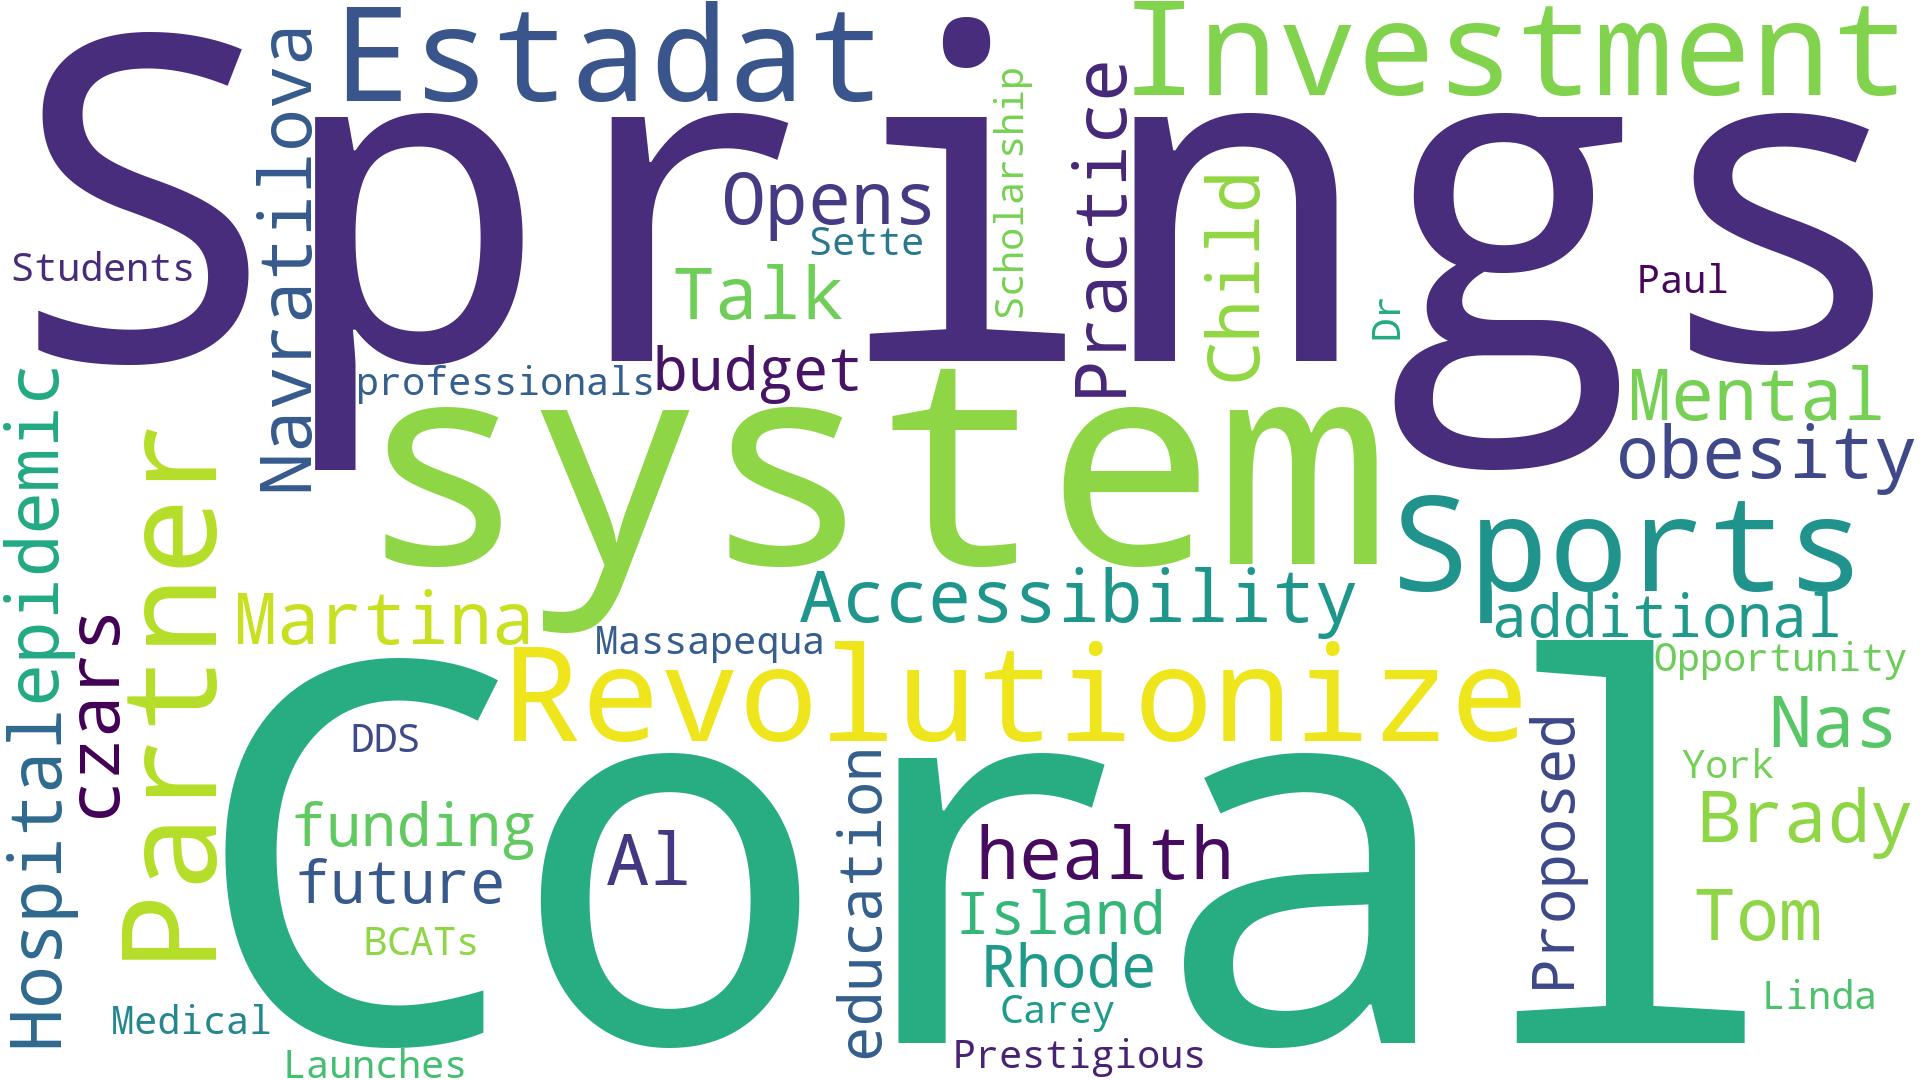 Springs
Estadat
Investment
Navratilova
Scholarship
Practice
Child
Opens
Sette
Talk
Students
Paul
Dr
professionals
budget
system
Mental
obesity
epidemic
Partner
Sports
Accessibility
additional
Martina
Massapequa
czars
Revolutionize
Opportunity
Coral
Hospital
DDS
Nas
York
Proposed
education
Brady
funding
Al
health
future
Island
Tom
BCATs
Rhode
Carey
Linda
Medical
Launches
Prestigious